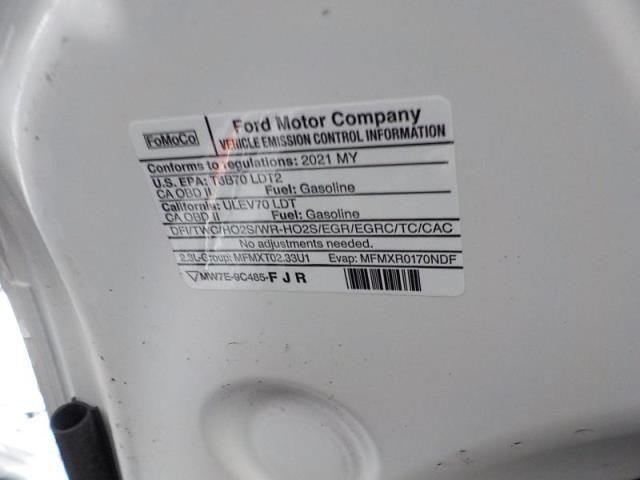 FoMoCo
Ford Motor Company
VEHICLE EMISSION CONTROL INFORMATION
Conforms to regulations: 2021 MY
U.S. EPA: T3B70 LDT2
CA OBD II Fuel: Gasoline
California: ULEV70 LDT
CA OBD II Fuel: Gasoline
DFI/TWC/HO2S/WR-HO2S/EGR/EGRC/TC/CAC
No adjustments needed.
2.3L-Group: MFMXT02.33U1 Evap: MFMXR0170NDF
MW7E-9C485-F J R